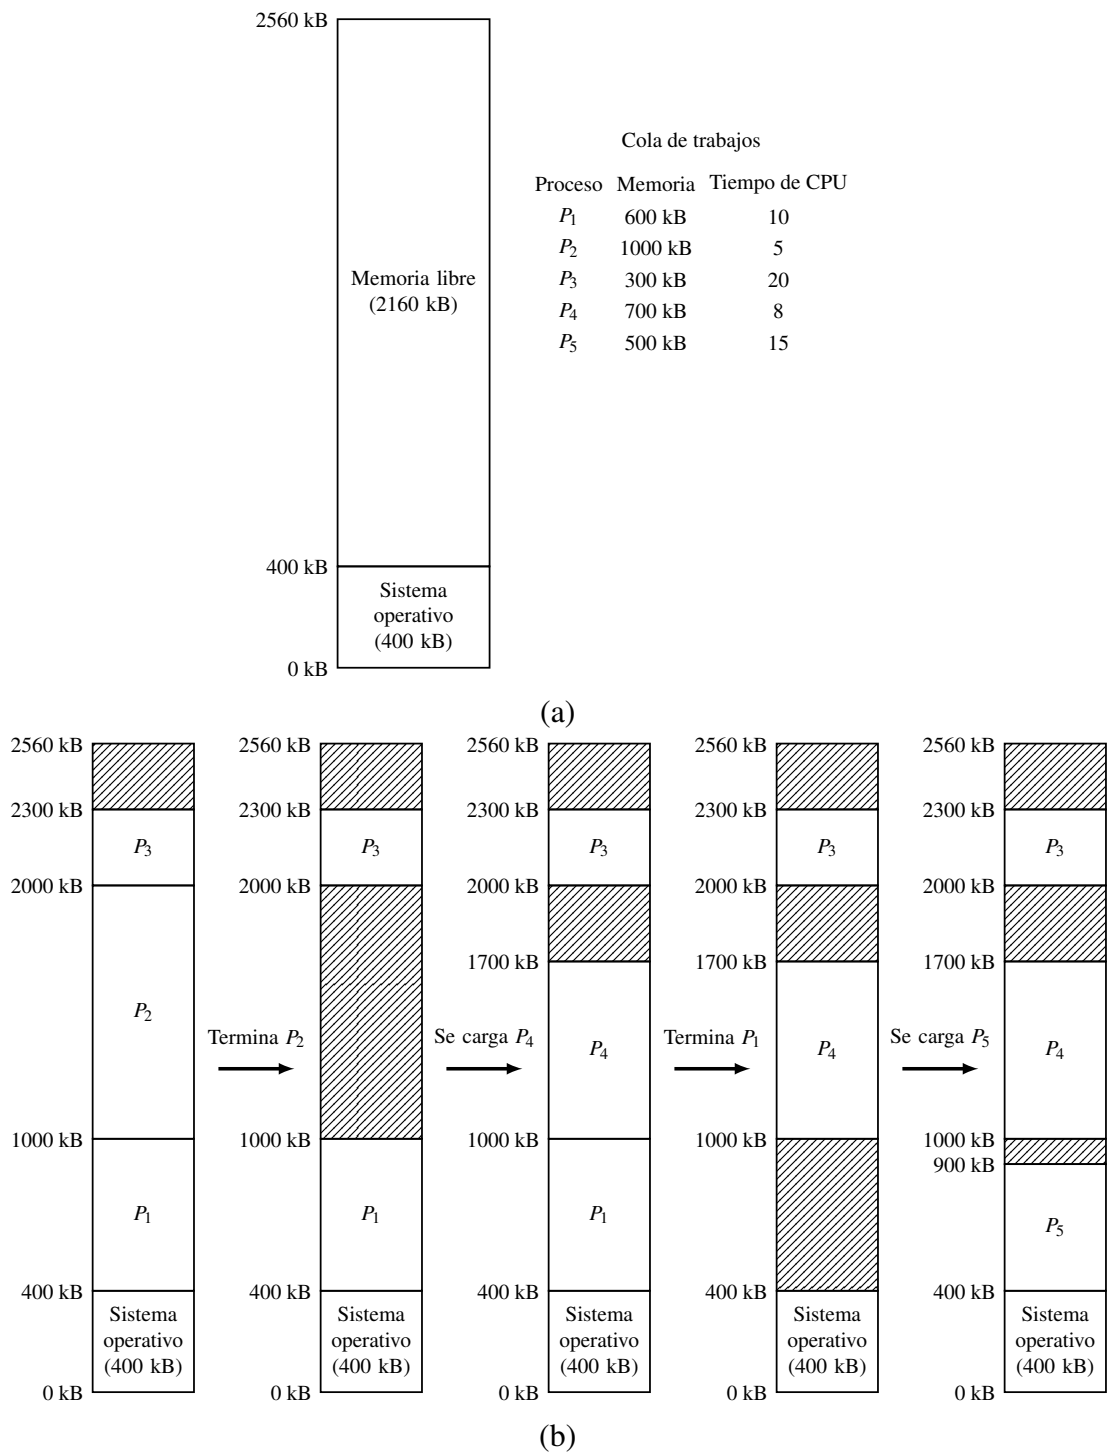 2560 kB
Cola de trabajos
Proceso Memoria Tiempo de CPU
P1 600 kB 10
P2 1000 kB 5
P3 300 kB 20
P4 700 kB 8
P5 500 kB 15
Memoria libre
(2160 kB)
400 kB
Sistema
operativo
(400 kB)
0 kB
(a)
2560 kB
2300 kB
P3
2000 kB
P2
1000 kB
P1
400 kB
Sistema
operativo
(400 kB)
0 kB
Termina P2
2560 kB
2300 kB
P3
2000 kB
1000 kB
P1
400 kB
Sistema
operativo
(400 kB)
0 kB
Se carga P4
2560 kB
2300 kB
P3
2000 kB
1700 kB
P4
1000 kB
P1
400 kB
Sistema
operativo
(400 kB)
0 kB
Termina P1
2560 kB
2300 kB
P3
2000 kB
1700 kB
P4
1000 kB
400 kB
Sistema
operativo
(400 kB)
0 kB
Se carga P5
2560 kB
2300 kB
P3
2000 kB
1700 kB
P4
1000 kB
900 kB
P5
400 kB
Sistema
operativo
(400 kB)
0 kB
(b)